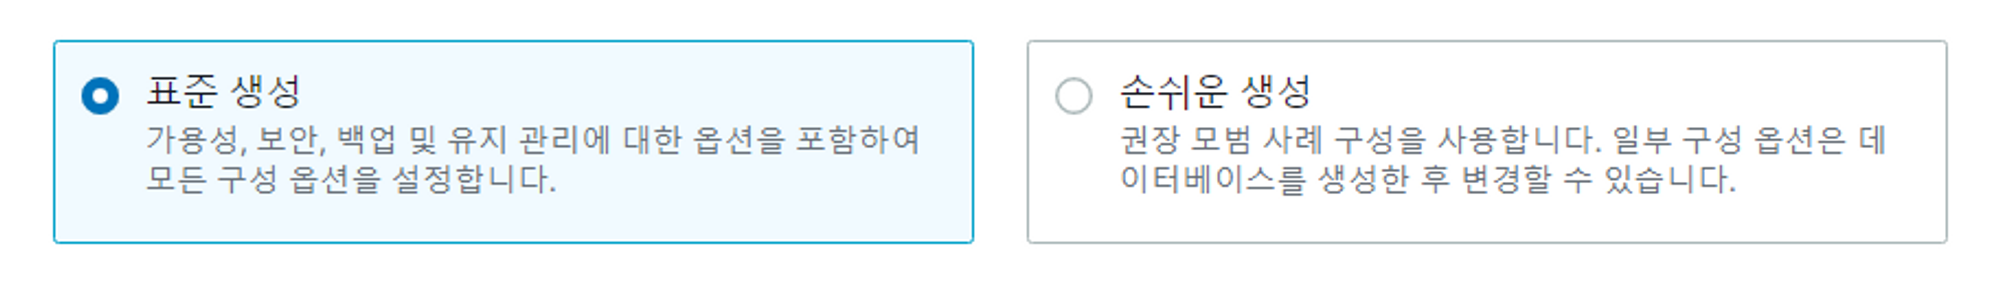 표준 생성
가용성, 보안, 백업 및 유지 관리에 대한 옵션을 포함하여
모든 구성 옵션을 설정합니다.
손쉬운 생성
권장 모범 사례 구성을 사용합니다. 일부 구성 옵션은 데
이터베이스를 생성한 후 변경할 수 있습니다.